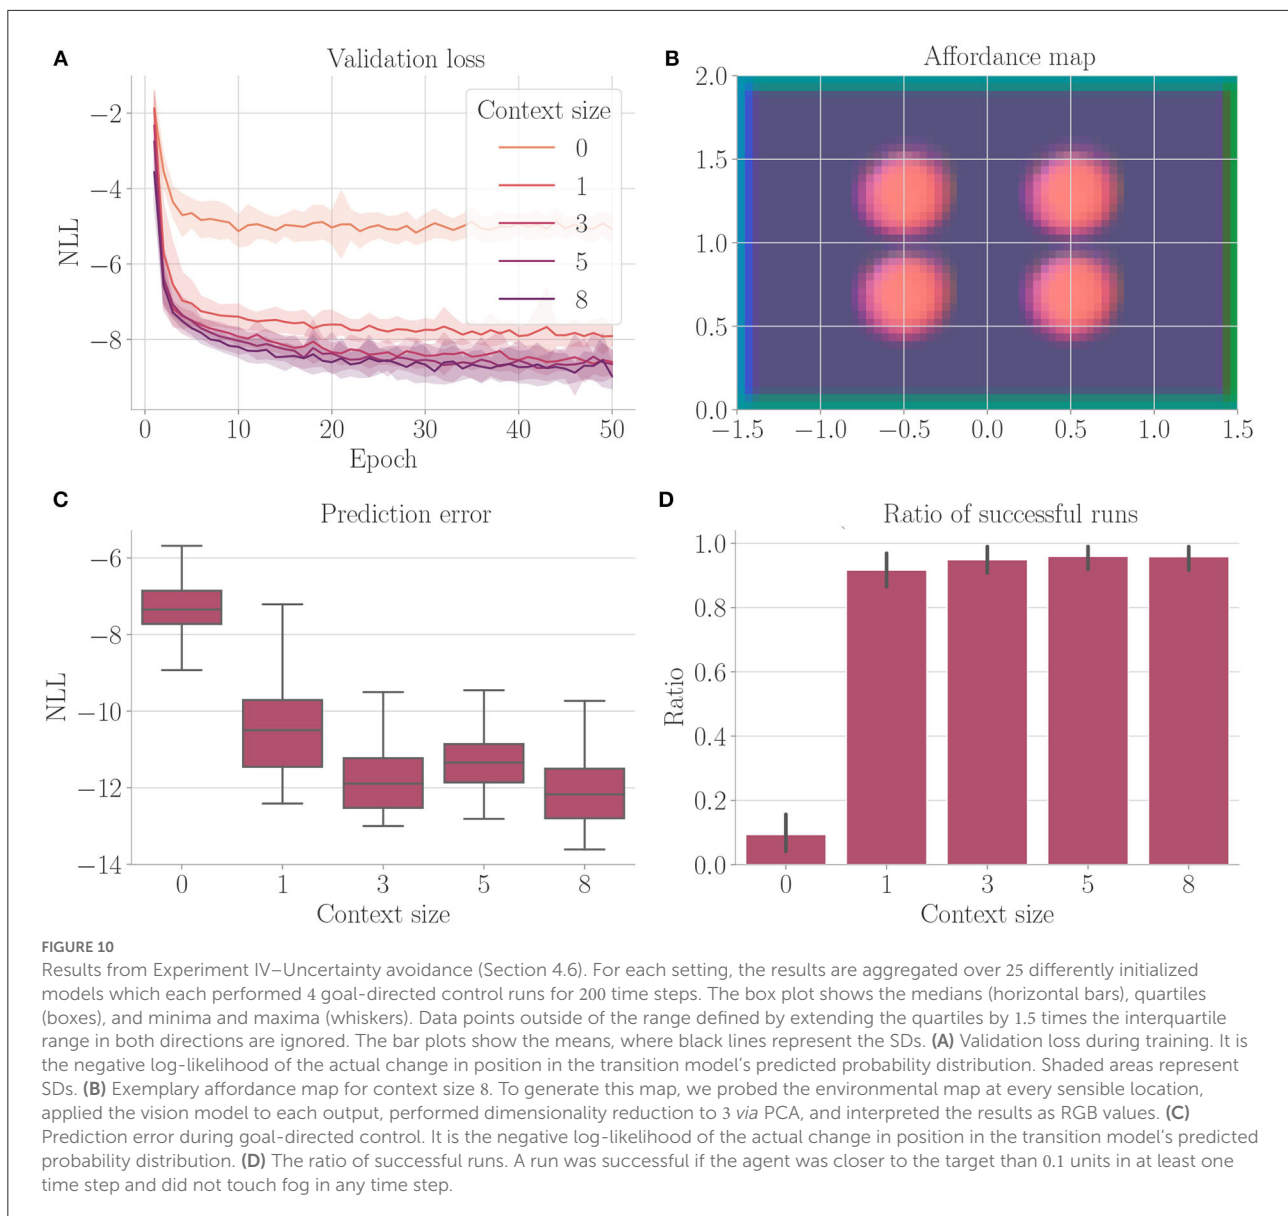 A
Validation loss
−2
−4
−6
−8
NLL
0
10
20
30
40
50
Epoch
Context size
0
1
3
5
8
B
Affordance map
2.0
1.5
1.0
0.5
0.0
−1.5
−1.0
−0.5
0.0
0.5
1.0
1.5
C
Prediction error
−6
−8
−10
−12
−14
NLL
0
1
3
5
8
Context size
D
Ratio of successful runs
1.0
0.8
0.6
0.4
0.2
0.0
Ratio
0
1
3
5
8
Context size
FIGURE 10
Results from Experiment IV–Uncertainty avoidance (Section 4.6). For each setting, the results are aggregated over 25 differently initialized
models which each performed 4 goal-directed control runs for 200 time steps. The box plot shows the medians (horizontal bars), quartiles
(boxes), and minima and maxima (whiskers). Data points outside of the range defined by extending the quartiles by 1.5 times the interquartile
range in both directions are ignored. The bar plots show the means, where black lines represent the SDs. (A) Validation loss during training. It is
the negative log-likelihood of the actual change in position in the transition model's predicted probability distribution. Shaded areas represent
SDs. (B) Exemplary affordance map for context size 8. To generate this map, we probed the environmental map at every sensible location,
applied the vision model to each output, performed dimensionality reduction to 3 via PCA, and interpreted the results as RGB values. (C)
Prediction error during goal-directed control. It is the negative log-likelihood of the actual change in position in the transition model's predicted
probability distribution. (D) The ratio of successful runs. A run was successful if the agent was closer to the target than 0.1 units in at least one
time step and did not touch fog in any time step.